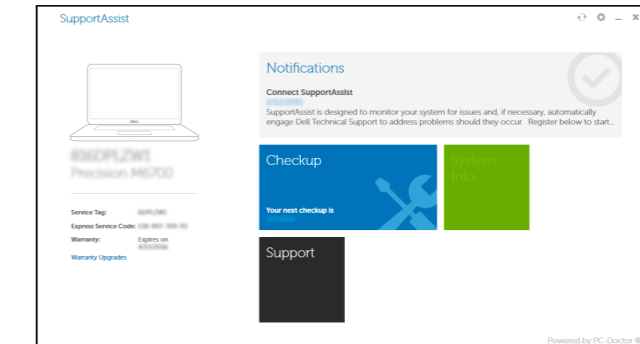 SupportAssist
Notifications
Connect SupportAssist
SupportAssist is designed to monitor your system for issues and, if necessary, automatically
engage Dell Technical Support to address problems should they occur. Register below to start...
Precision M6700
Checkup
System
Info
Your next checkup is
Service Tag:
Express Service Code:
Warranty: Expires on
Warranty Upgrades
Support
Powered by PC-Doctor ®